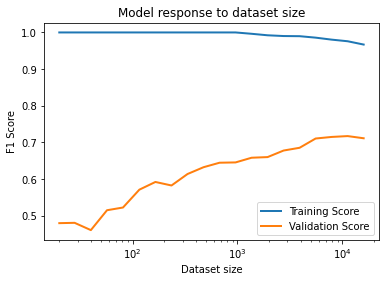 Model response to dataset size
F1 Score
1.0
0.9
0.8
0.7
0.6
0.5
Training Score
Validation Score
10²
10³
10⁴
Dataset size